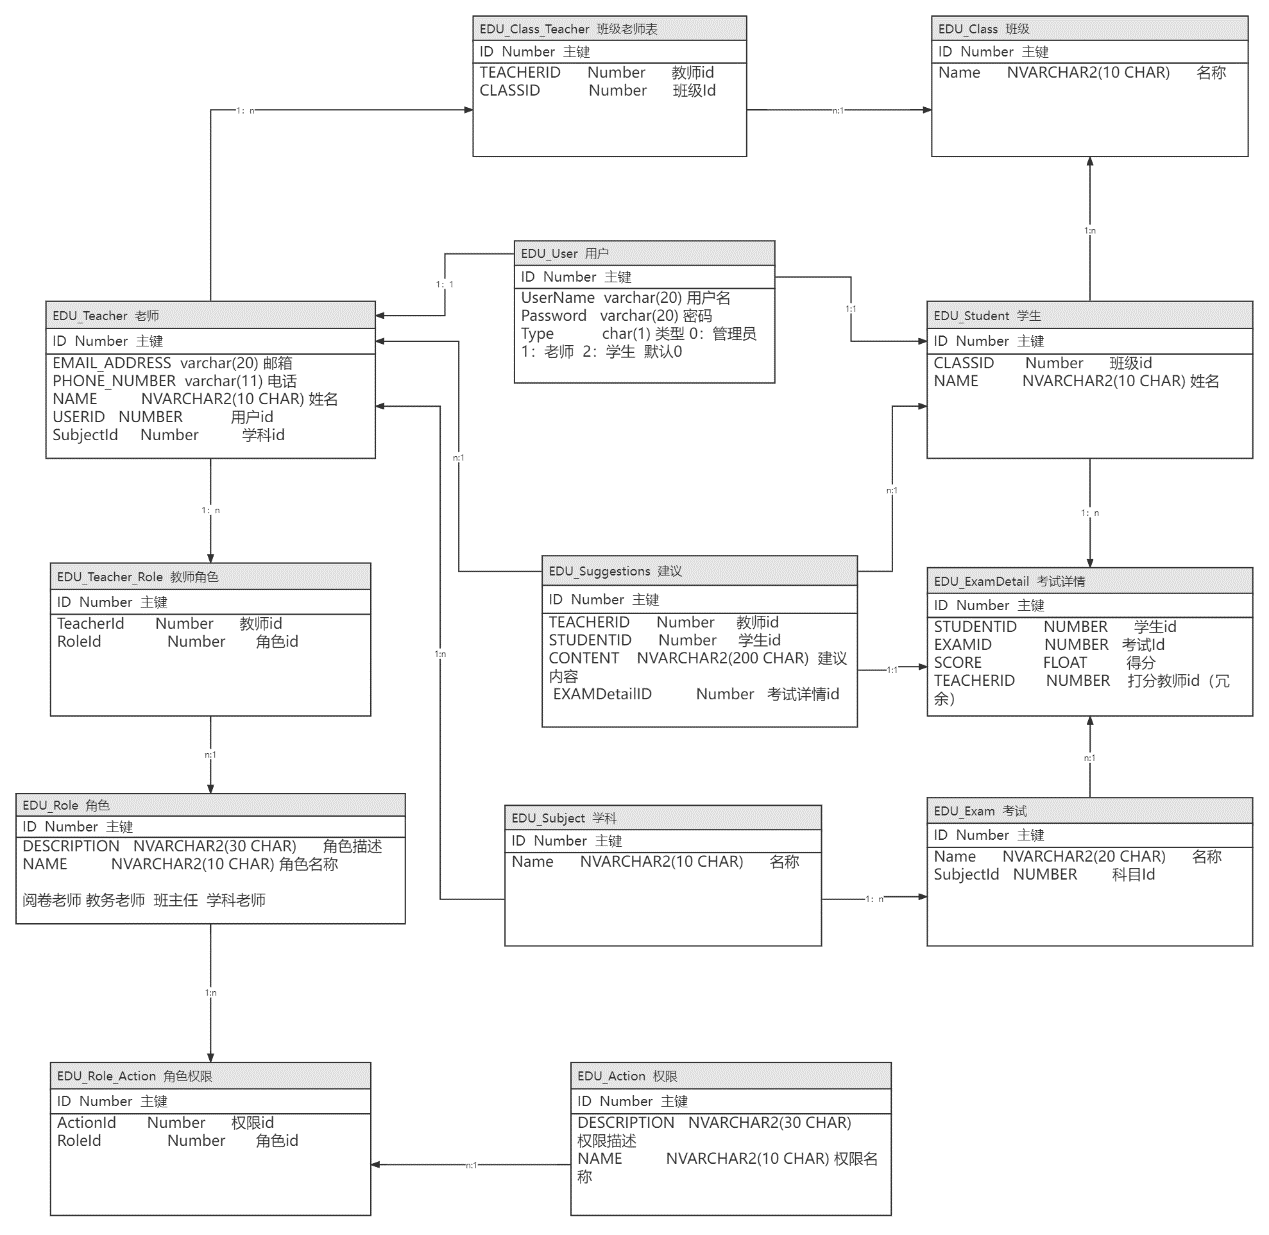 EDU_Class_Teacher 班级老师表
ID Number 主键
TEACHERID Number 教师id
CLASSID Number 班级Id
EDU_Class 班级
ID Number 主键
Name NVARCHAR2(10 CHAR) 名称
1: n
n:1
1:n
EDU_User 用户
ID Number 主键
UserName varchar(20) 用户名
Password varchar(20) 密码
Type char(1) 类型 0: 管理员
1: 老师 2: 学生 默认0
1: 1
1:1
EDU_Teacher 老师
ID Number 主键
EMAIL_ADDRESS varchar(20) 邮箱
PHONE_NUMBER varchar(11) 电话
NAME NVARCHAR2(10 CHAR) 姓名
USERID NUMBER 用户id
SubjectId Number 学科id
EDU_Student 学生
ID Number 主键
CLASSID Number 班级id
NAME NVARCHAR2(10 CHAR) 姓名
n:1
n:1
1: n
1: n
EDU_Teacher_Role 教师角色
ID Number 主键
TeacherId Number 教师id
RoleId Number 角色id
EDU_Suggestions 建议
ID Number 主键
TEACHERID Number 教师id
STUDENTID Number 学生id
CONTENT NVARCHAR2(200 CHAR) 建议
内容
EXAMDetailID Number 考试详情id
EDU_ExamDetail 考试详情
ID Number 主键
STUDENTID NUMBER 学生id
EXAMID NUMBER 考试Id
SCORE FLOAT 得分
TEACHERID NUMBER 打分教师id（冗
余）
1:n
1:1
n:1
n:1
EDU_Role 角色
ID Number 主键
DESCRIPTION NVARCHAR2(30 CHAR) 角色描述
NAME NVARCHAR2(10 CHAR) 角色名称
阅卷老师 教务老师 班主任 学科老师
EDU_Subject 学科
ID Number 主键
Name NVARCHAR2(10 CHAR) 名称
1: n
EDU_Exam 考试
ID Number 主键
Name NVARCHAR2(20 CHAR) 名称
SubjectId NUMBER 科目Id
1:n
EDU_Role_Action 角色权限
ID Number 主键
ActionId Number 权限id
RoleId Number 角色id
n:1
EDU_Action 权限
ID Number 主键
DESCRIPTION NVARCHAR2(30 CHAR)
权限描述
NAME NVARCHAR2(10 CHAR) 权限名
称